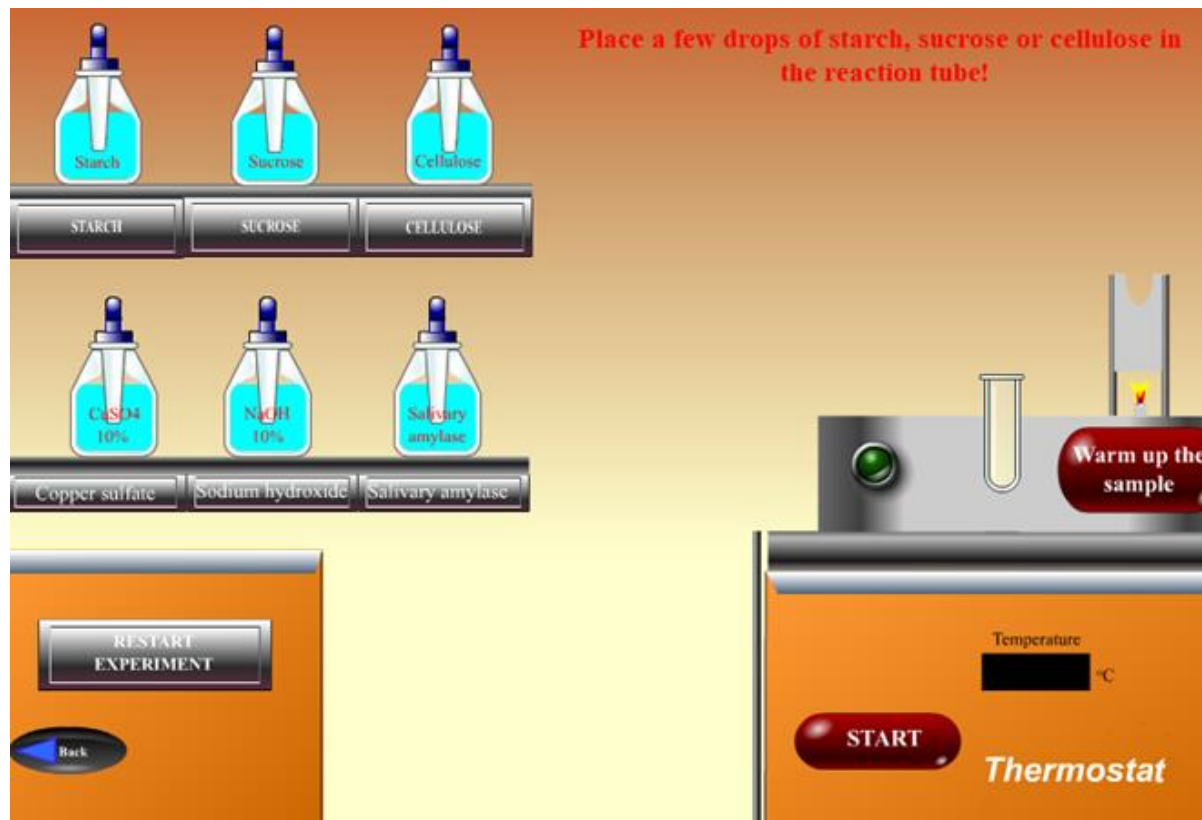 Place a few drops of starch, sucrose or cellulose in
the reaction tube!
Starch
Sucrose
Cellulose
STARCH
SUCROSE
CELLULOSE
CuSO4
10%
NaOH
10%
Salivary
amylase
Copper sulfate
Sodium hydroxide
Salivary amylase
Warm up the
sample
RESTART
EXPERIMENT
Back
Temperature
°C
START
Thermostat